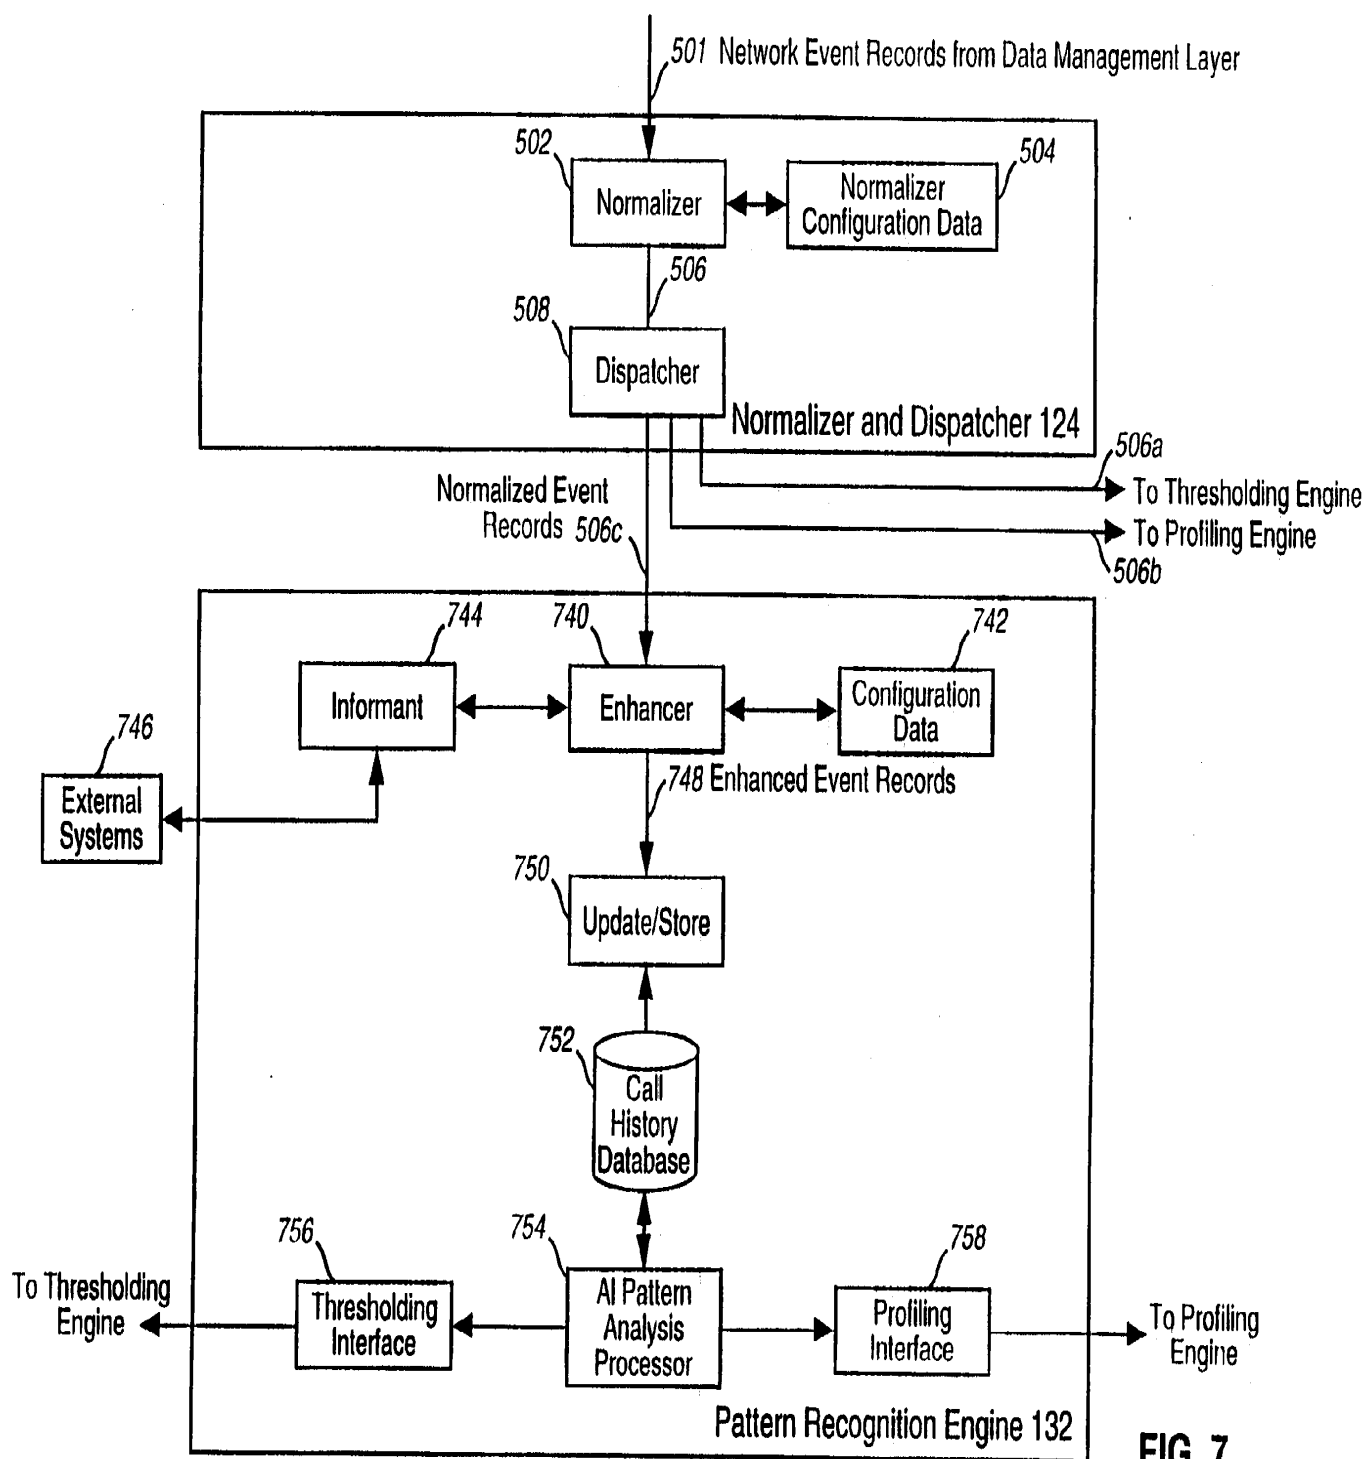 501 Network Event Records from Data Management Layer
502
504
Normalizer
Normalizer
Configuration Data
506
508
Dispatcher
Normalizer and Dispatcher 124
506a
To Thresholding Engine
Normalized Event
Records 506c
To Profiling Engine
506b
744
740
742
Informant
Enhancer
Configuration
Data
746
External
Systems
748 Enhanced Event Records
750
Update/Store
752
Call
History
Database
756
754
758
To Thresholding
Engine
Thresholding
Interface
AI Pattern
Analysis
Processor
Profiling
Interface
To Profiling
Engine
Pattern Recognition Engine 132
FIG. 7